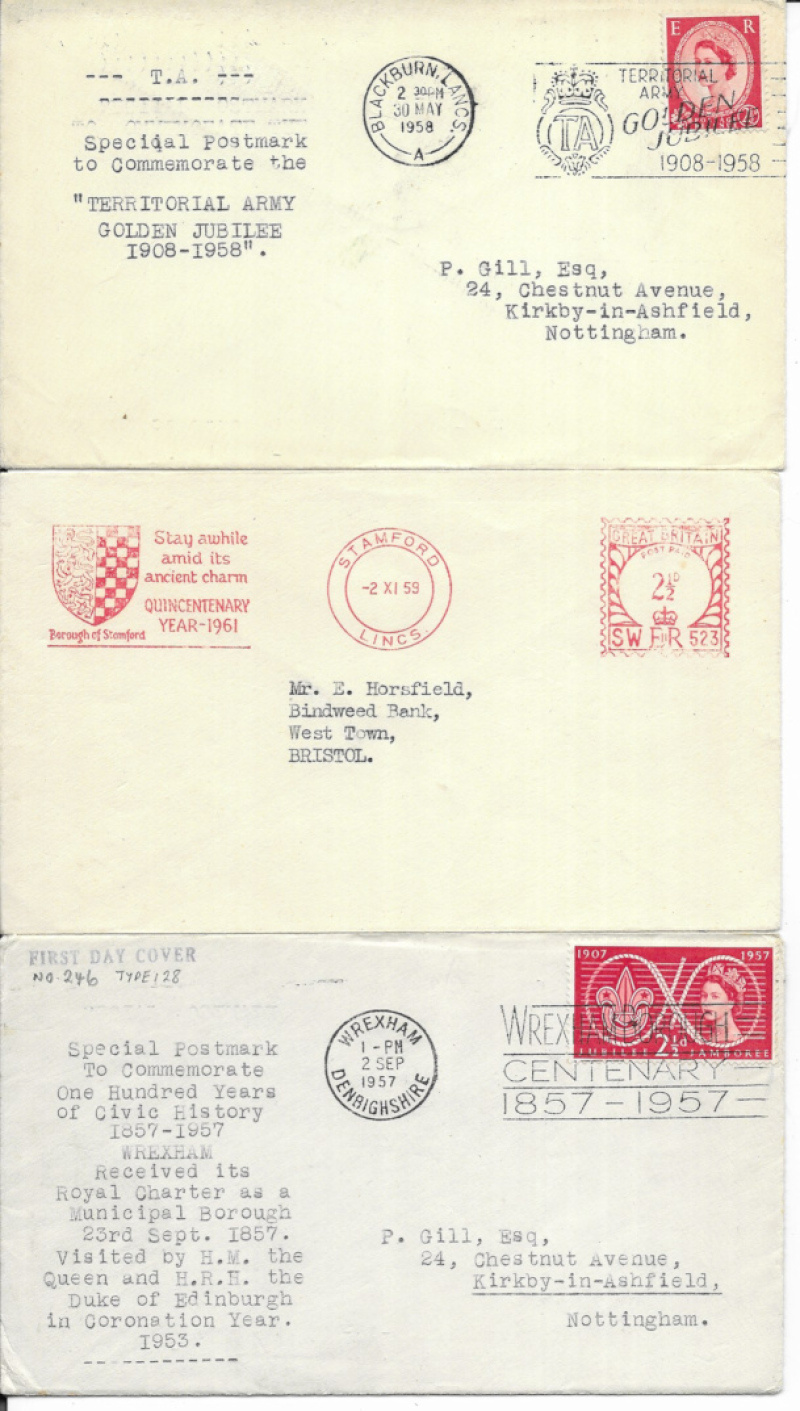 --- T.A. ---
Special Postmark
to Commemorate the
"TERRITORIAL ARMY
GOLDEN JUBILEE
1908-1958".
BLACKBURN, LANCS.
2 30PM
30 MAY
1958
A
E R
TERRITORIAL
ARMY
GOLDEN
JUBILEE
1908-1958
TA
P. Gill, Esq,
24, Chestnut Avenue,
Kirkby-in-Ashfield,
Nottingham.
Stay awhile
amid its
ancient charm
QUINCENTENARY
YEAR-1961
Borough of Stamford
STAMFORD
-2 XI 59
LINCS.
GREAT BRITAIN
POST PAID
2½D
SW E II R 523
Mr. E. Horsfield,
Bindweed Bank,
West Town,
BRISTOL.
FIRST DAY COVER
NO. 246 TYPE 128
Special Postmark
To Commemorate
One Hundred Years
of Civic History
1857-1957
WREXHAM
Received its
Royal Charter as a
Municipal Borough
23rd Sept. 1857.
Visited by H.M. the
Queen and H.R.H. the
Duke of Edinburgh
in Coronation Year.
1953.
WREXHAM
1-PM
2 SEP
1957
DENBIGHSHIRE
1907 1957
JUBILEE 2½d JAMBOREE
WREXHAM BOROUGH
CENTENARY
1857-1957
P. Gill, Esq,
24, Chestnut Avenue,
Kirkby-in-Ashfield,
Nottingham.